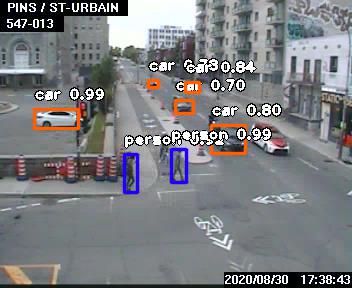 PINS / ST-URBAIN
547-013
car 0.84
car 0.99
car 0.70
car 0.80
person 0.99
2020/08/30 17:38:43